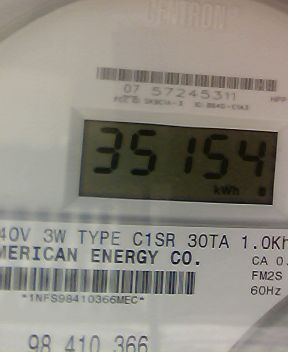 CENTRON
07 57245311
35154
kWh
40V 3W TYPE C1SR 30TA 1.0Kh
MERICAN ENERGY CO.
CA 0.
FM2S
*1NFS98410366MEC*
60Hz
98 410 366